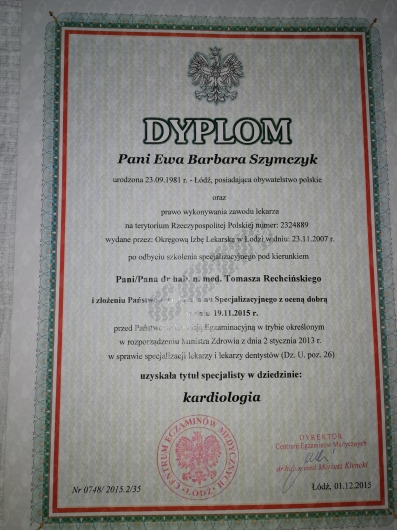 DYPLOM
Pani Ewa Barbara Szymczyk
urodzona 23.09.1981 r. - Łódź, posiadająca obywatelstwo polskie
oraz
prawo wykonywania zawodu lekarza
na terytorium Rzeczypospolitej Polskiej numer: 2324889
wydane przez: Okręgową Izbę Lekarską w Łodzi w dniu: 23.11.2007 r.
po odbyciu szkolenia specjalizacyjnego pod kierunkiem
Pani/Pana dr hab. n. med. Tomasza Rechcińskiego
i złożeniu Specjalizacyjnego z oceną dobrą
19.11.2015 r.
przed Egzaminacyjną w trybie określonym
w rozporządzeniu Ministra Zdrowia z dnia 2 stycznia 2013 r.
w sprawie specjalizacji lekarzy i lekarzy dentystów (Dz. U. poz. 26)
uzyskała tytuł specjalisty w dziedzinie:
kardiologia
CENTRUM EGZAMINÓW MEDYCZNYCH
ŁÓDŹ
DYREKTOR
Centrum Egzaminów Medycznych
Mariusz Klencki
Nr 0748/ 2015.2/35
Łódź, 01.12.2015